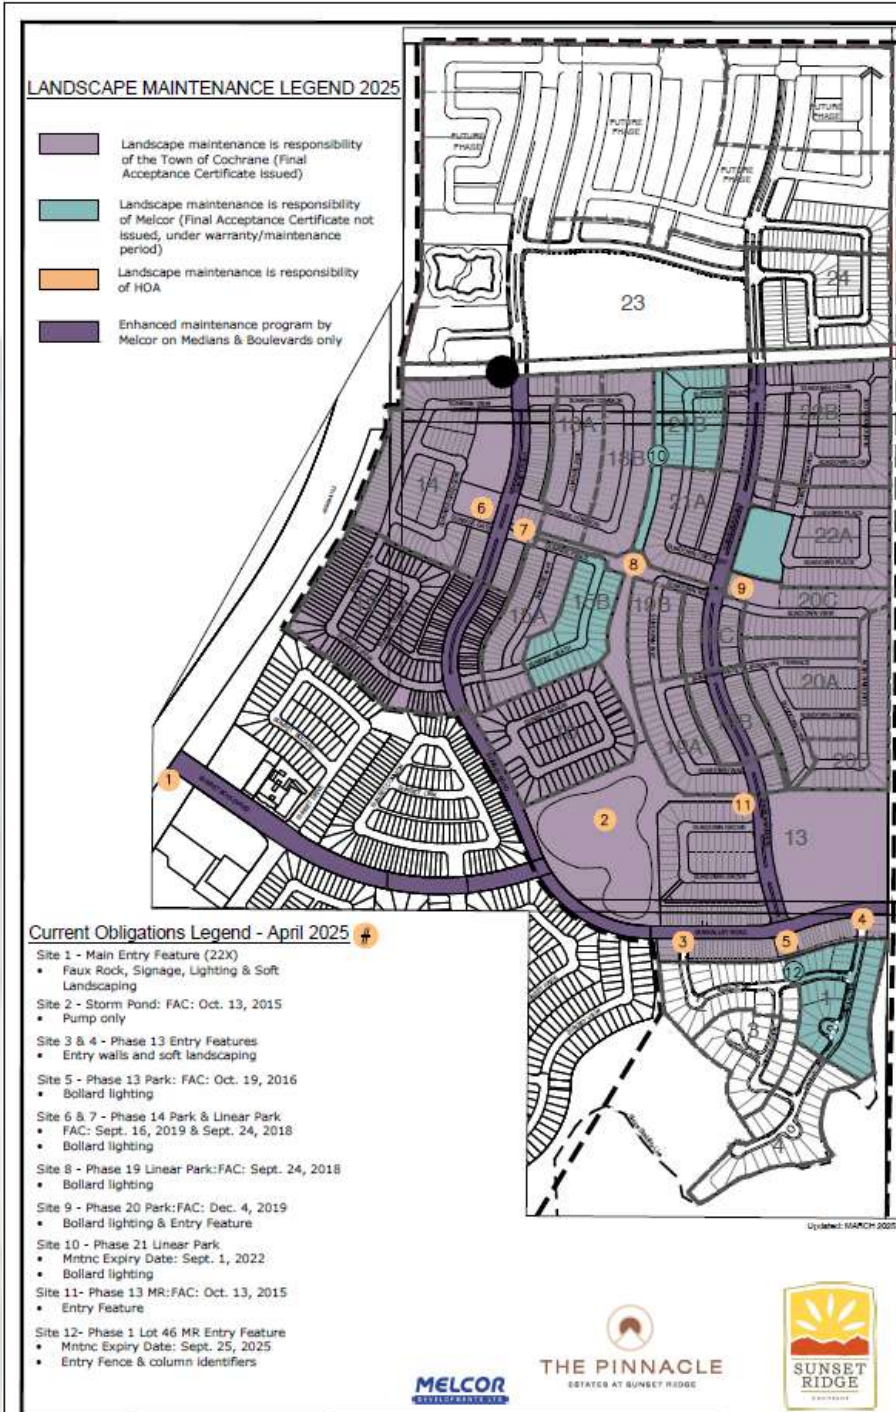 LANDSCAPE MAINTENANCE LEGEND 2025
Landscape maintenance is responsibility
of the Town of Cochrane (Final
Acceptance Certificate issued)
Landscape maintenance is responsibility
of Melcor (Final Acceptance Certificate not
issued, under warranty/maintenance
period)
Landscape maintenance is responsibility
of HOA
Enhanced maintenance program by
Melcor on Medians & Boulevards only
FUTURE
PHASE
FUTURE
PHASE
FUTURE
PHASE
FUTURE
PHASE
24
23
22B
21B
18A
18B
10
14
21A
22A
6
7
8
9
15A
15B
19B
20C
20A
19A
1
2
11
13
3
4
5
12
1
3
4
Current Obligations Legend - April 2025 #
Site 1 - Main Entry Feature (22X)
• Faux Rock, Signage, Lighting & Soft
Landscaping
Site 2 - Storm Pond: FAC: Oct. 13, 2015
• Pump only
Site 3 & 4 - Phase 13 Entry Features
• Entry walls and soft landscaping
Site 5 - Phase 13 Park: FAC: Oct. 19, 2016
• Bollard lighting
Site 6 & 7 - Phase 14 Park & Linear Park
• FAC: Sept. 16, 2019 & Sept. 24, 2018
• Bollard lighting
Site 8 - Phase 19 Linear Park:FAC: Sept. 24, 2018
• Bollard lighting
Site 9 - Phase 20 Park:FAC: Dec. 4, 2019
• Bollard lighting & Entry Feature
Site 10 - Phase 21 Linear Park
• Mntnc Expiry Date: Sept. 1, 2022
• Bollard lighting
Site 11- Phase 13 MR:FAC: Oct. 13, 2015
• Entry Feature
Site 12- Phase 1 Lot 46 MR Entry Feature
• Mntnc Expiry Date: Sept. 25, 2025
• Entry Fence & column identifiers
Updated: MARCH 2025
MELCOR
DEVELOPMENTS LTD.
THE PINNACLE
ESTATES AT SUNSET RIDGE
SUNSET
RIDGE
COCHRANE